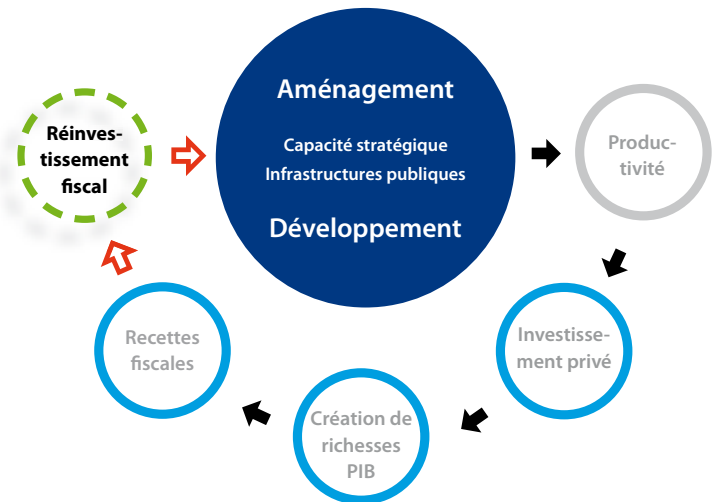 Aménagement
Capacité stratégique
Infrastructures publiques
Développement
Produc-
tivité
Investisse-
ment privé
Création de
richesses
PIB
Recettes
fiscales
Réinves-
tissement
fiscal